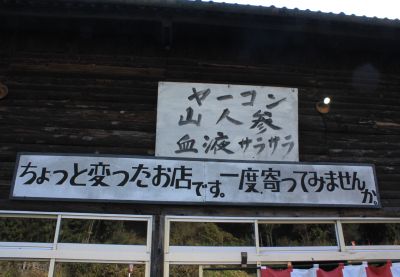 ヤーコン
山人参
血液サラサラ
ちょっと変ったお店です。一度寄ってみませんか。